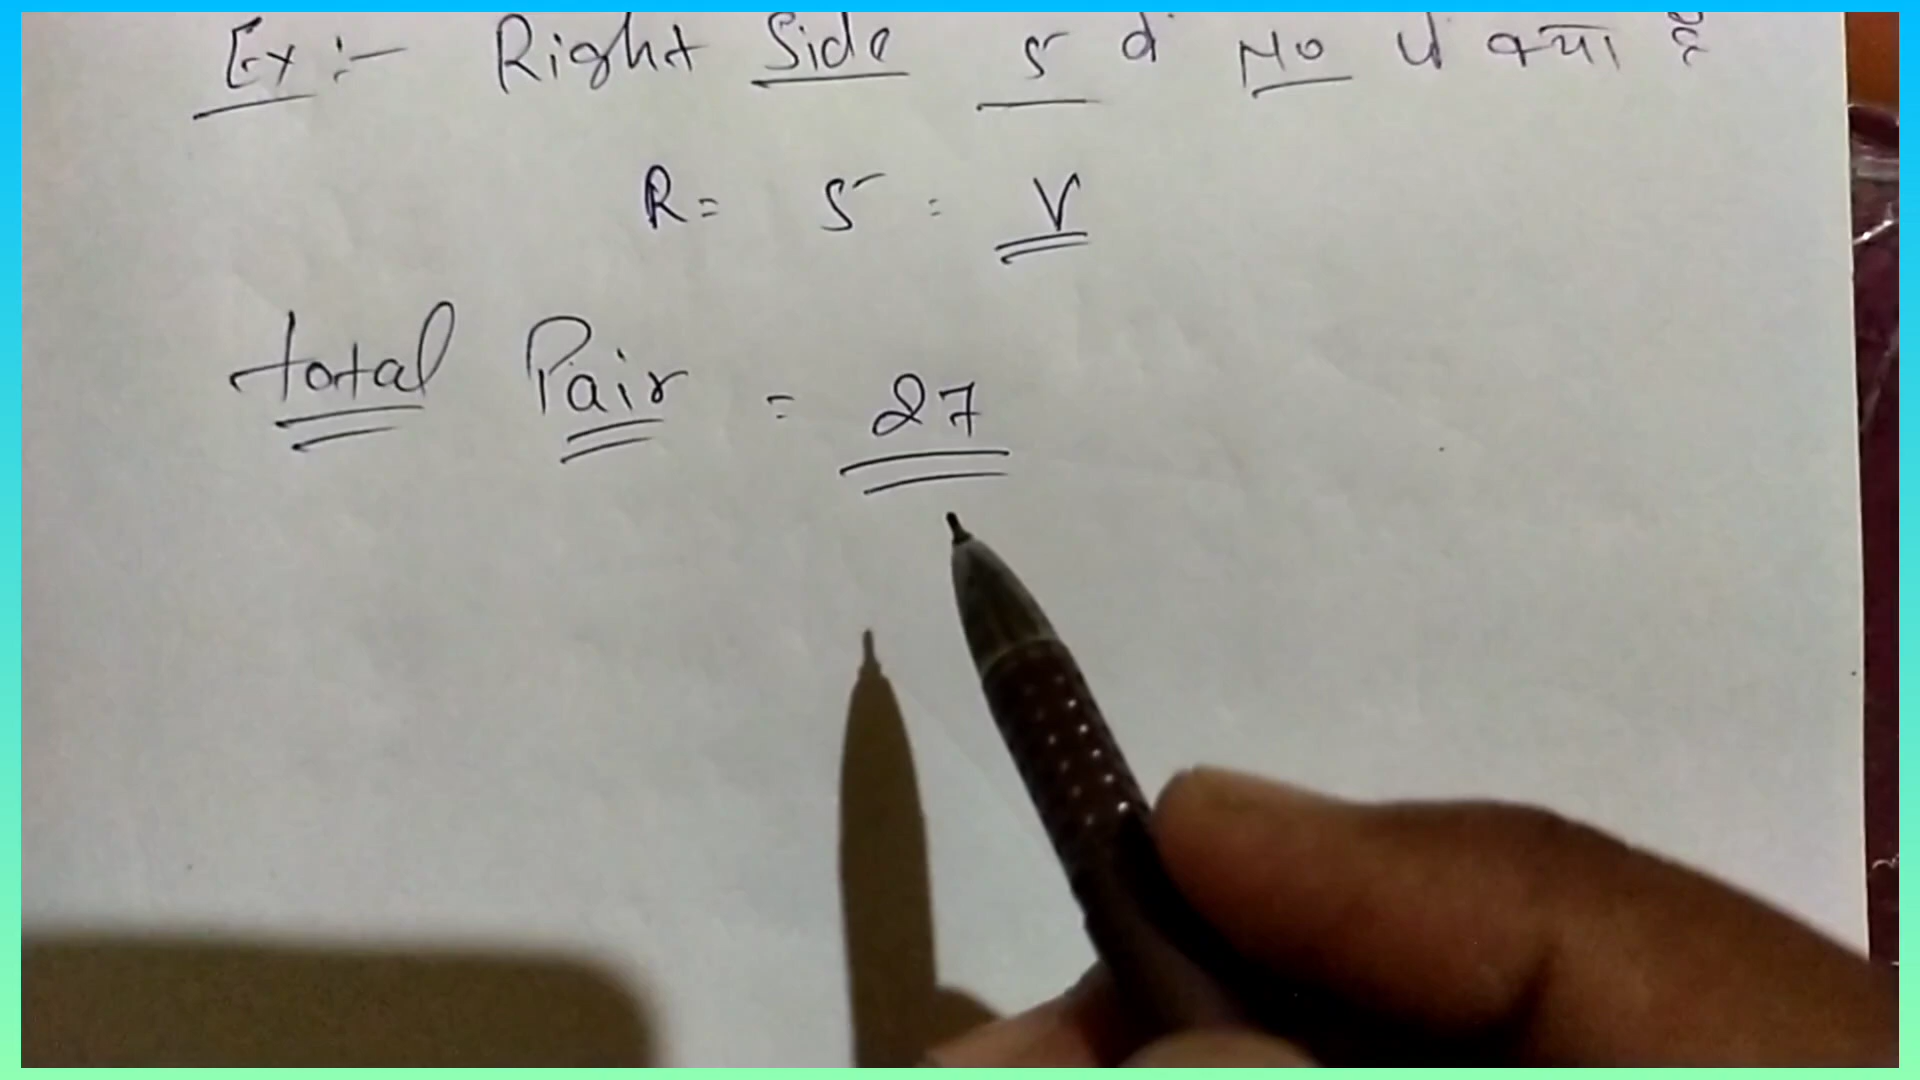 Ex :- Right Side 5 वे No पे क्या है
R = 5 = V
total Pair = 27